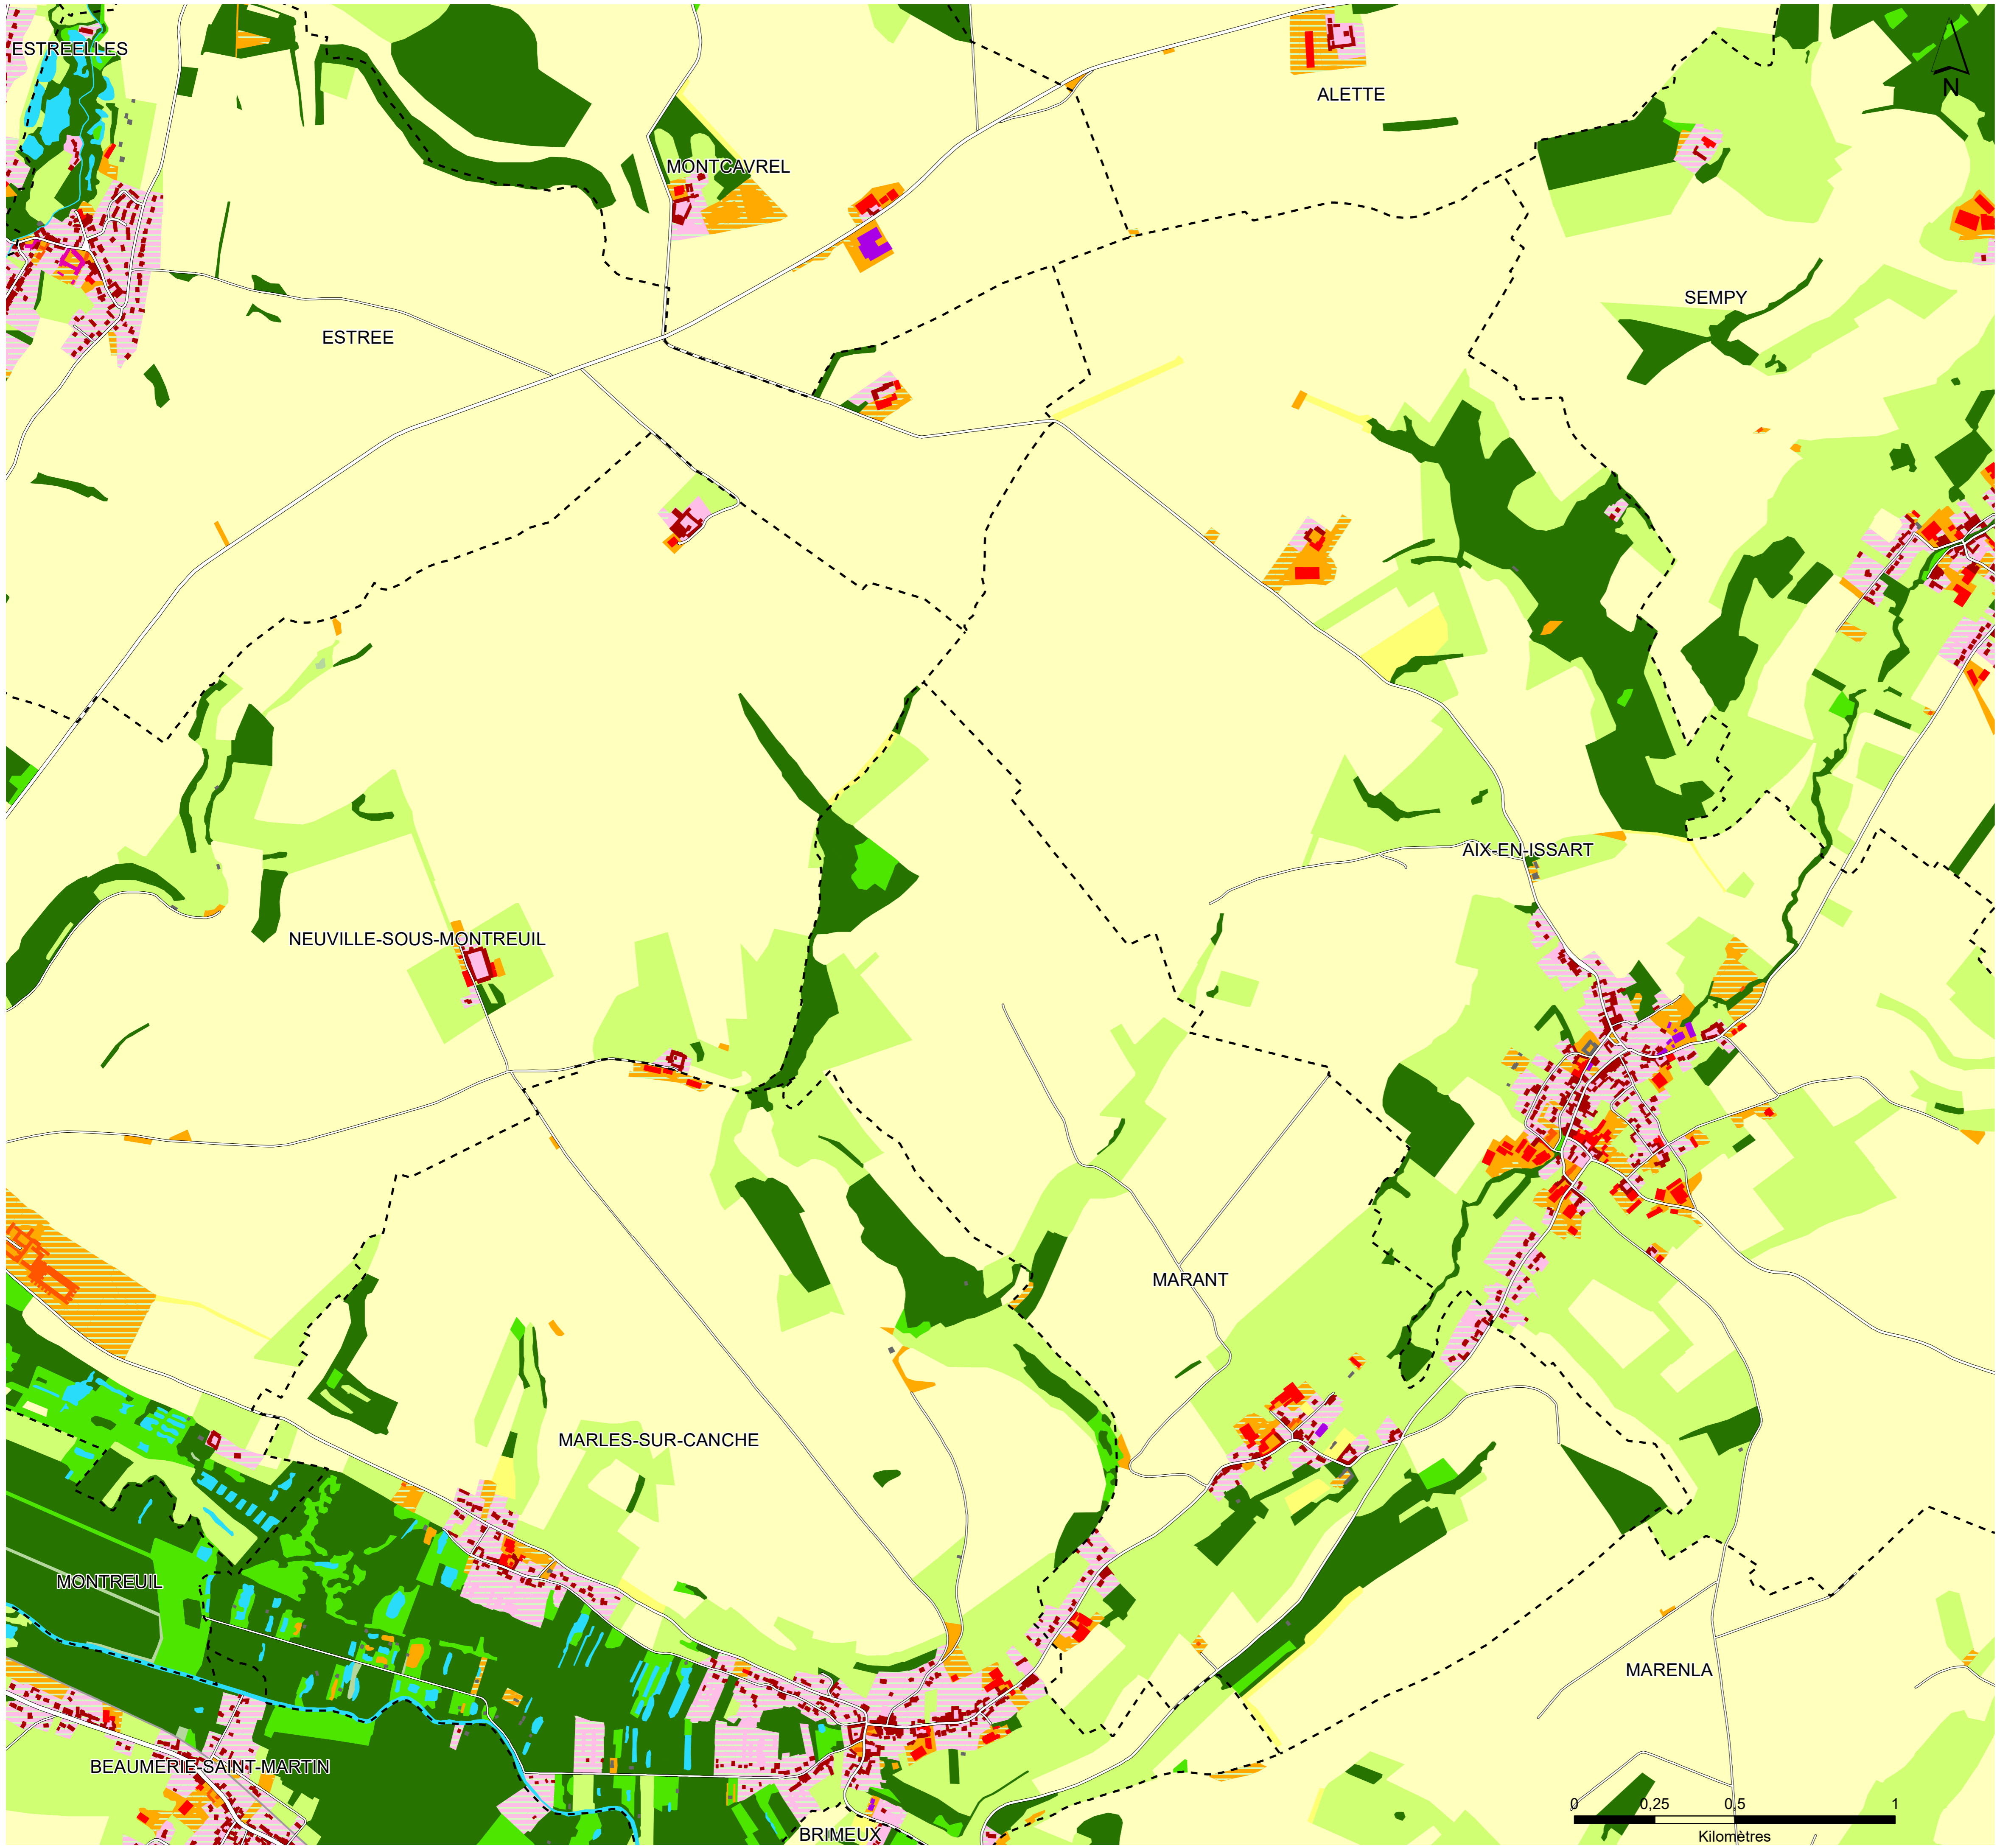 ESTREELLES
N
ALETTE
MONTCAVREL
SEMPY
ESTREE
AIX-EN-ISSART
NEUVILLE-SOUS-MONTREUIL
MARANT
MARLES-SUR-CANCHE
MONTREUIL
MARENLA
BEAUMERIE-SAINT-MARTIN
0 0,25 0,5 1
BRIMEUX
Kilomètres